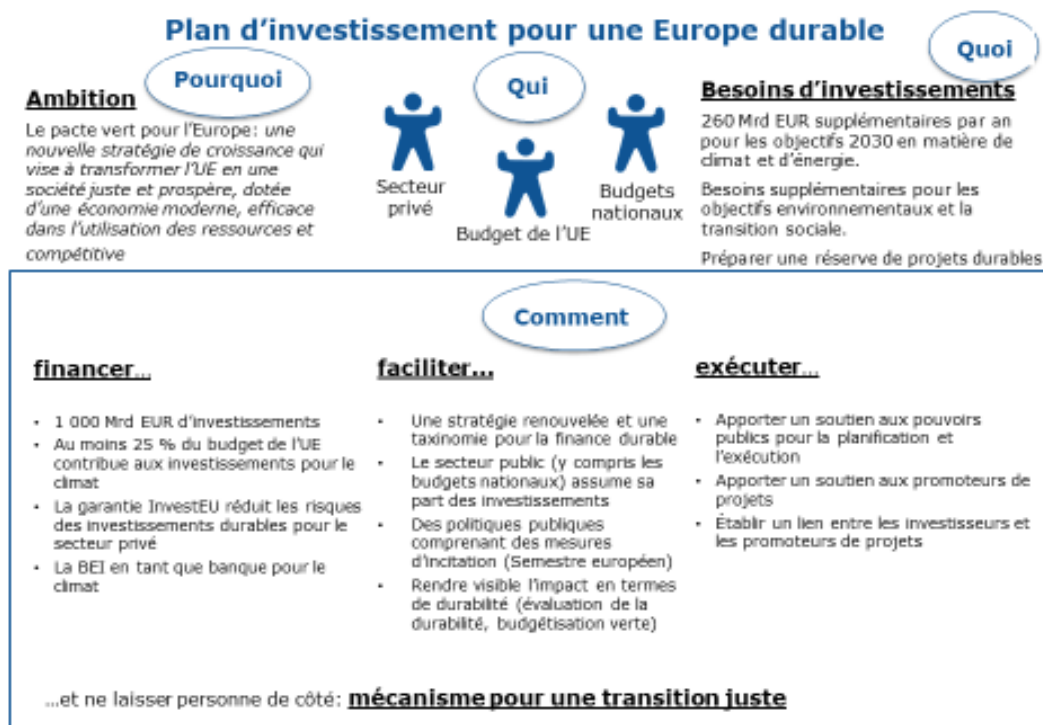 Plan d’investissement pour une Europe durable
Pourquoi
Ambition
Le pacte vert pour l’Europe: une
nouvelle stratégie de croissance qui
vise à transformer l’UE en une
société juste et prospère, dotée
d’une économie moderne, efficace
dans l’utilisation des ressources et
compétitive
Qui
Secteur
privé
Budget de l’UE
Budgets
nationaux
Quoi
Besoins d’investissements
260 Mrd EUR supplémentaires par an
pour les objectifs 2030 en matière de
climat et d’énergie.
Besoins supplémentaires pour les
objectifs environnementaux et la
transition sociale.
Préparer une réserve de projets durables
Comment
financer...
• 1 000 Mrd EUR d’investissements
• Au moins 25 % du budget de l’UE
contribue aux investissements pour le
climat
• La garantie InvestEU réduit les risques
des investissements durables pour le
secteur privé
• La BEI en tant que banque pour le
climat
faciliter...
• Une stratégie renouvelée et une
taxinomie pour la finance durable
• Le secteur public (y compris les
budgets nationaux) assume sa
part des investissements
• Des politiques publiques
comprenant des mesures
d’incitation (Semestre européen)
• Rendre visible l’impact en termes
de durabilité (évaluation de la
durabilité, budgétisation verte)
exécuter...
• Apporter un soutien aux pouvoirs
publics pour la planification et
l’exécution
• Apporter un soutien aux promoteurs de
projets
• Établir un lien entre les investisseurs et
les promoteurs de projets
...et ne laisser personne de côté: mécanisme pour une transition juste